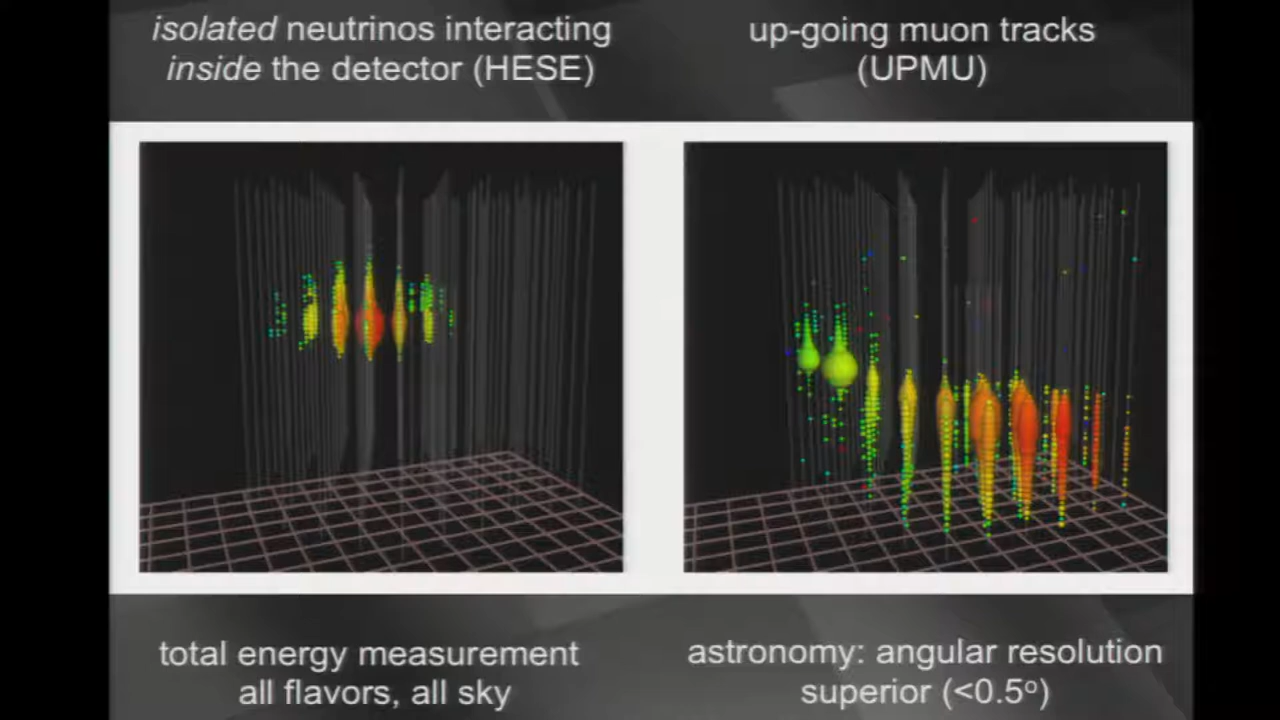 isolated neutrinos interacting
inside the detector (HESE)
up-going muon tracks
(UPMU)
total energy measurement
all flavors, all sky
astronomy: angular resolution
superior (<0.5º)